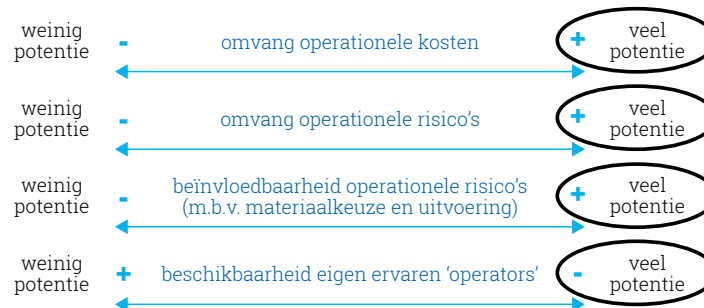 weinig potentie - omvang operationele kosten + veel potentie
weinig potentie - omvang operationele risico’s + veel potentie
weinig potentie - beïnvloedbaarheid operationele risico’s
(m.b.v. materiaalkeuze en uitvoering) + veel potentie
weinig potentie + beschikbaarheid eigen ervaren ‘operators’ - veel potentie